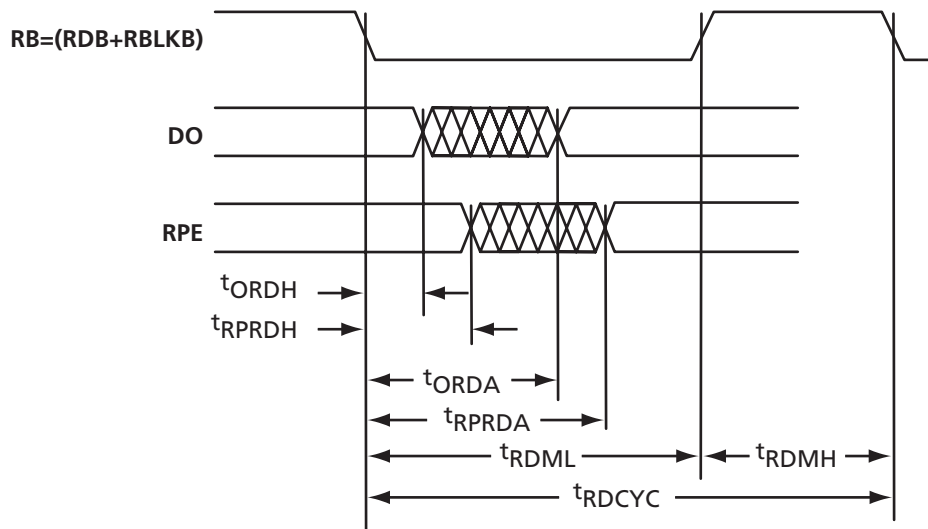 RB=(RDB+RBLKB)
DO
RPE
tORDH
tRPRDH
tORDA
tRPRDA
tRDML
tRDMH
tRDCYC